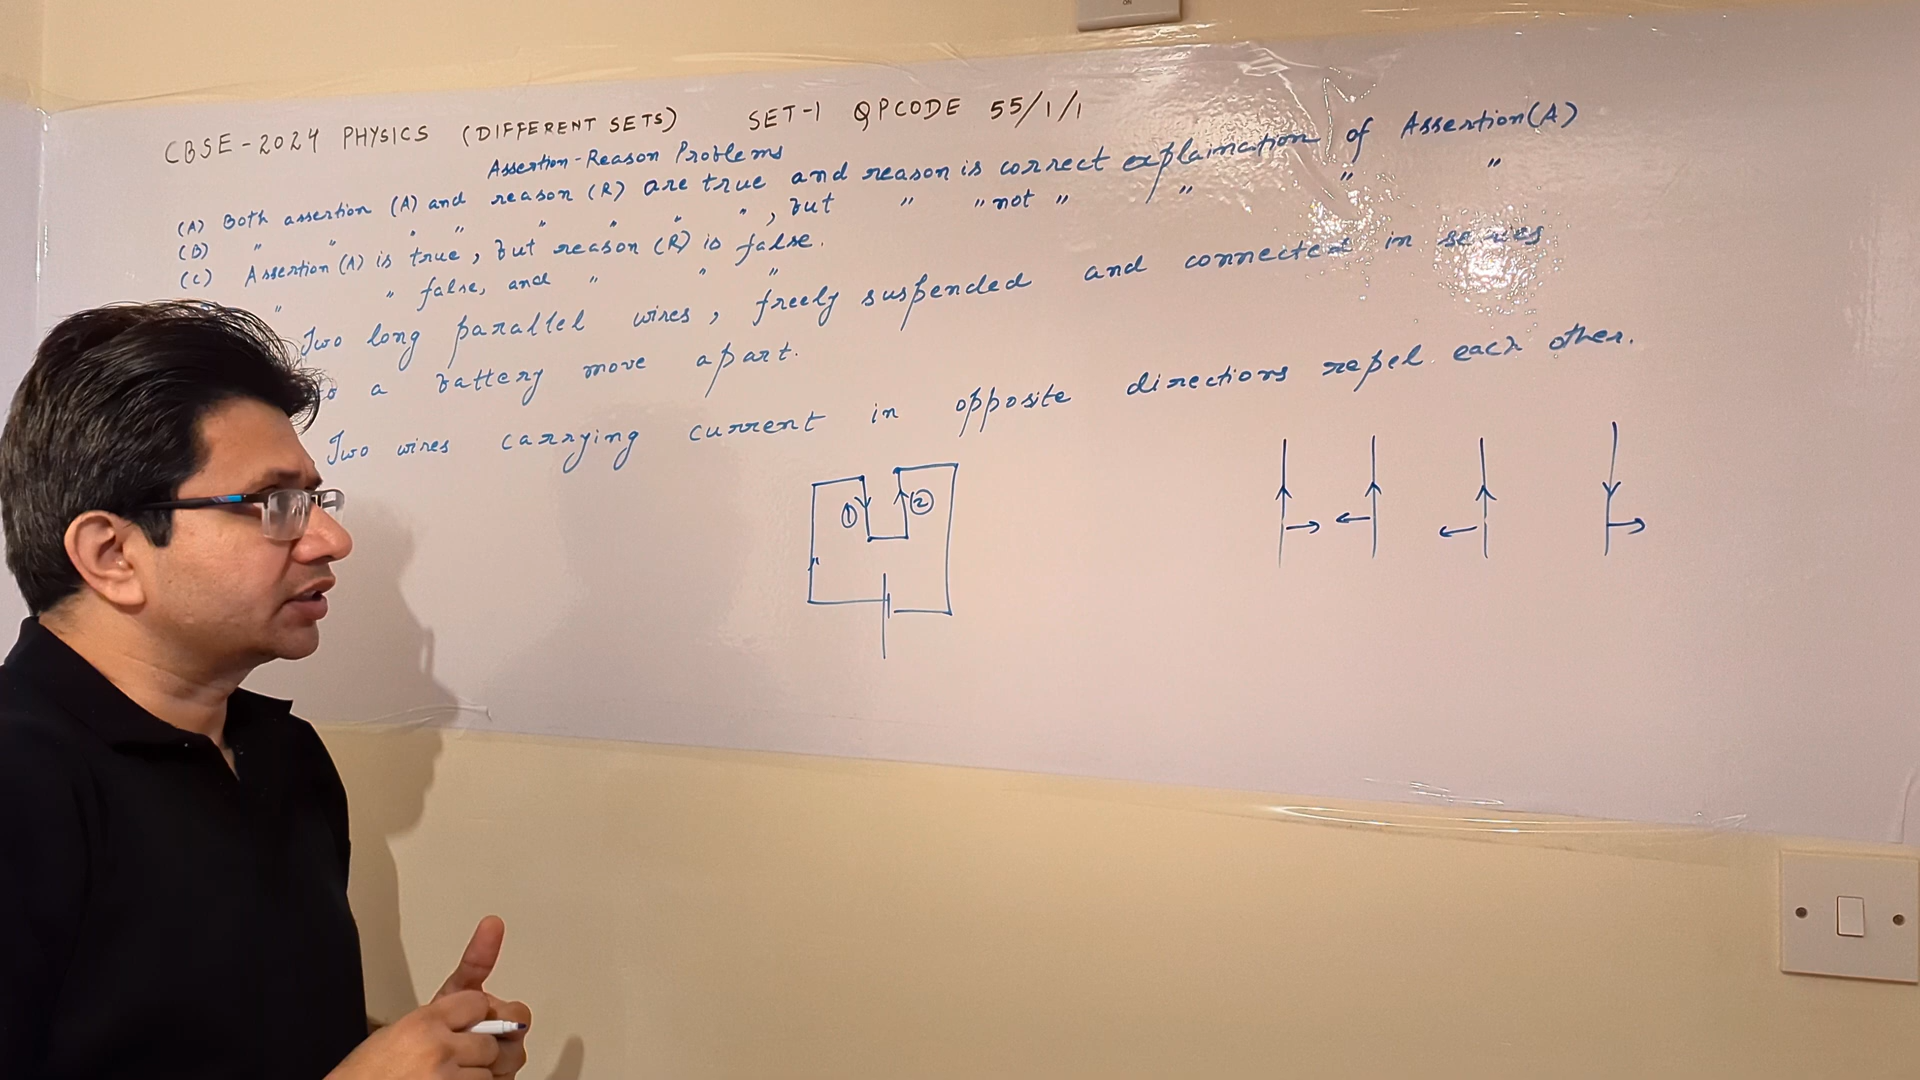 on
CBSE-2024 PHYSICS (DIFFERENT SETS) SET-1 QPCODE 55/1/1
Assertion-Reason Problems
(A) Both assertion (A) and reason (R) are true and reason is correct explaination of Assertion(A)
(B) " " " " " " " " , but " " not " " " "
(C) Assertion (A) is true, but reason (R) is false.
" " false, and " " "
Two long parallel wires, freely suspended and connected in series
to a battery move apart.
Two wires carrying current in opposite directions repel each other.
① ②